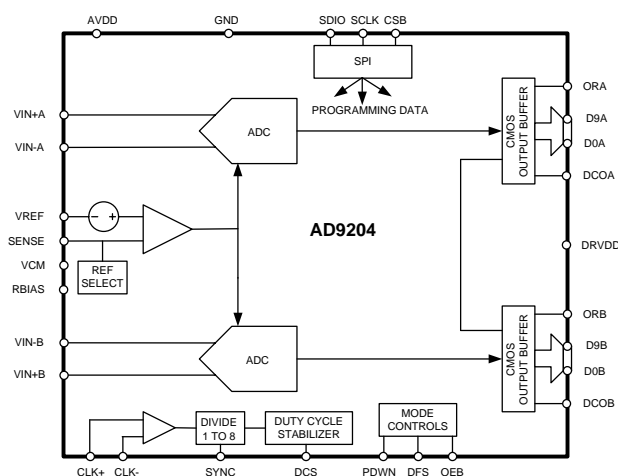 AVDD
GND
SDIO SCLK CSB
SPI
PROGRAMMING DATA
ORA
VIN+A
D9A
ADC
CMOS
OUTPUT BUFFER
VIN-A
D0A
DCOA
VREF
- +
SENSE
AD9204
DRVDD
VCM
REF
SELECT
RBIAS
ORB
VIN-B
D9B
ADC
CMOS
OUTPUT BUFFER
VIN+B
D0B
DCOB
DIVIDE
1 TO 8
DUTY CYCLE
STABILIZER
MODE
CONTROLS
CLK+ CLK- SYNC DCS PDWN DFS OEB